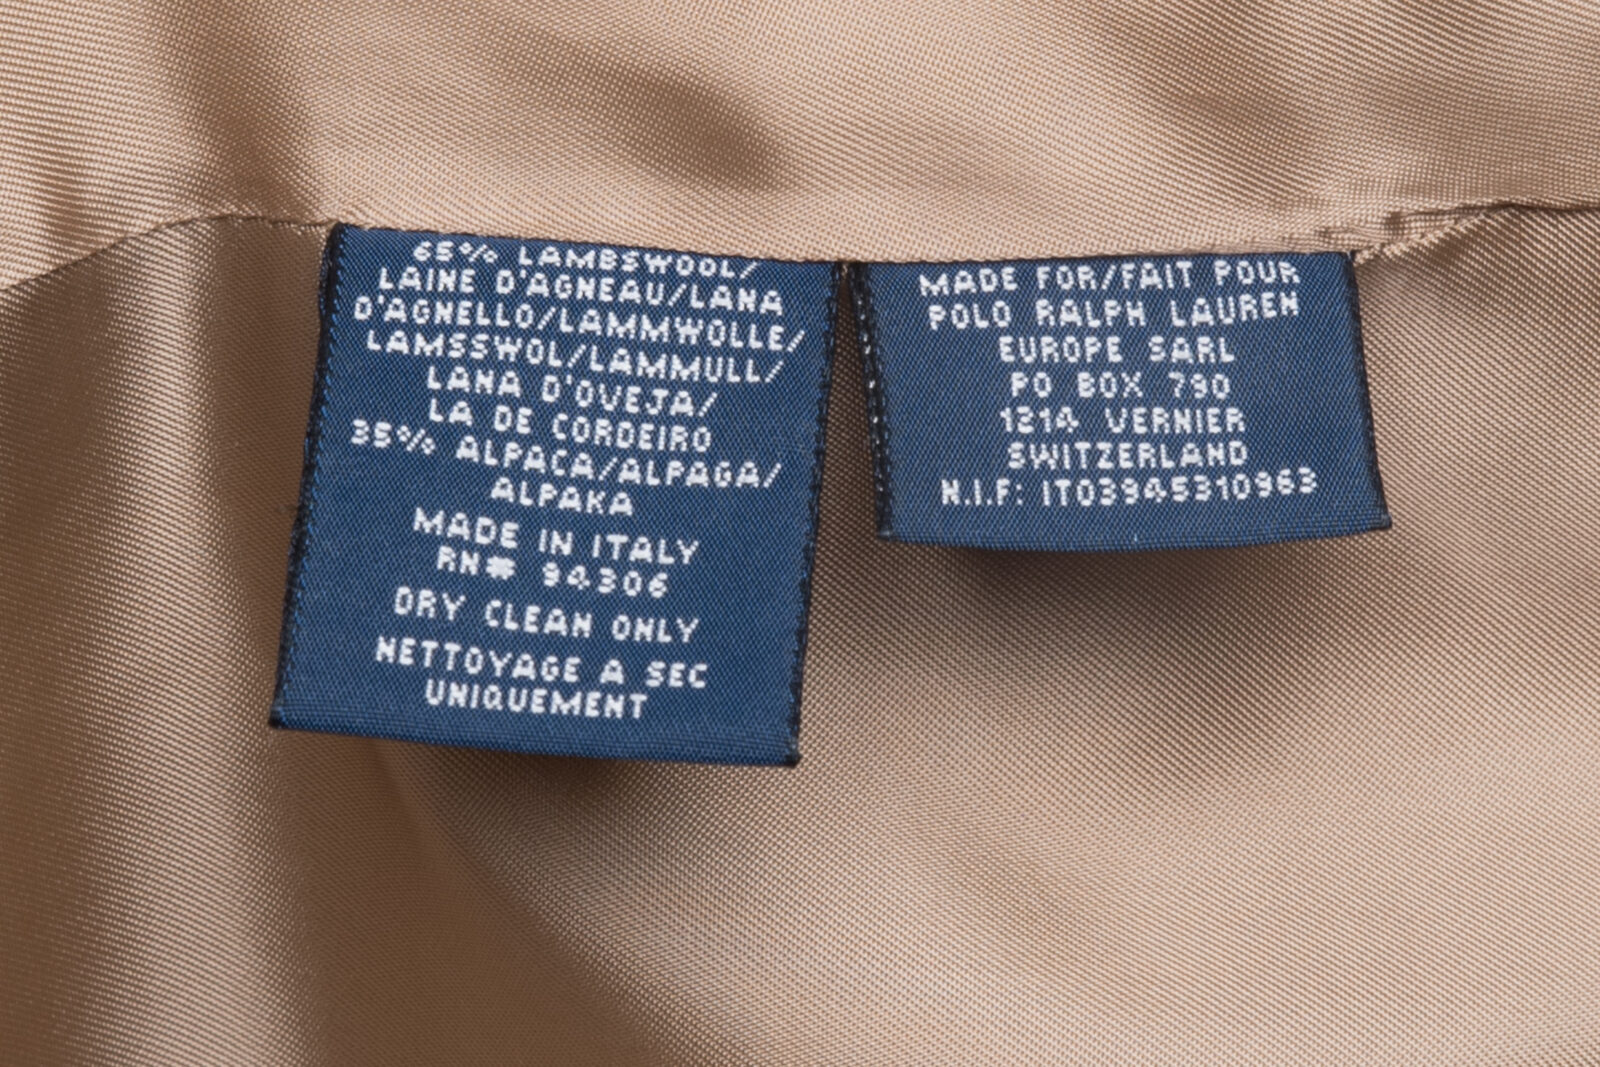 65% LAMBSWOOL/
LAINE D'AGNEAU/LANA
D'AGNELLO/LAMMWOLLE/
LAMSSWOL/LAMMULL/
LANA D'OVEJA/
LA DE CORDEIRO
35% ALPACA/ALPAGA/
ALPAKA
MADE IN ITALY
RN# 94306
DRY CLEAN ONLY
NETTOYAGE A SEC
UNIQUEMENT
MADE FOR/FAIT POUR
POLO RALPH LAUREN
EUROPE SARL
PO BOX 790
1214 VERNIER
SWITZERLAND
N.I.F: IT03945310963